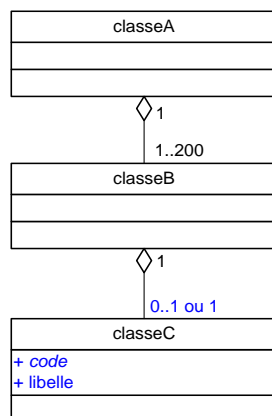 classeA
1
1..200
classeB
1
0..1 ou 1
classeC
+ code
+ libelle